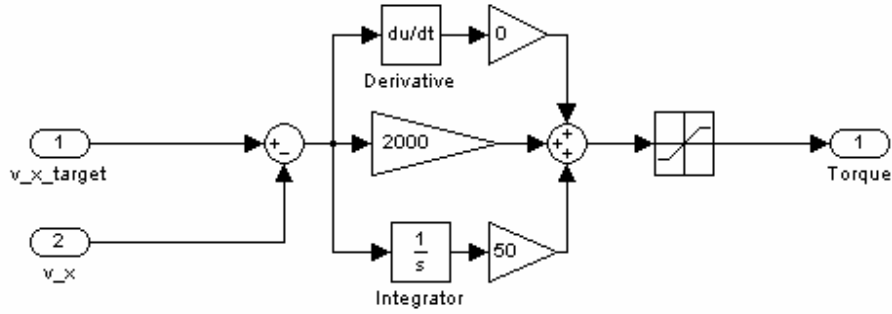 du/dt
0
Derivative
1
+
−
v_x_target
2000
+
+
+
1
Torque
2
v_x
1
s
50
Integrator